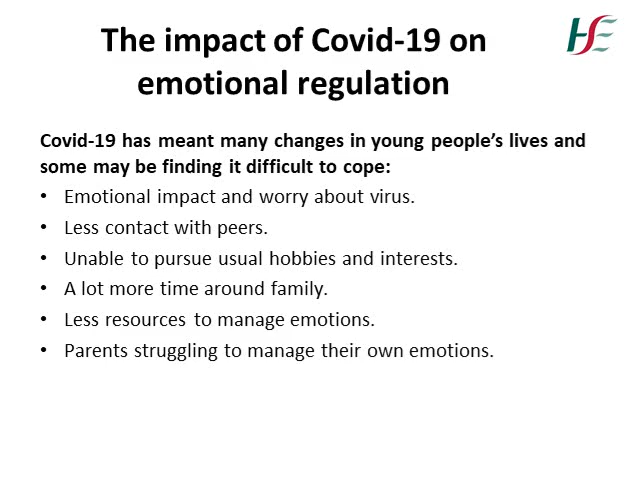 The impact of Covid-19 on
emotional regulation
HSE
Covid-19 has meant many changes in young people's lives and
some may be finding it difficult to cope:
• Emotional impact and worry about virus.
• Less contact with peers.
• Unable to pursue usual hobbies and interests.
• A lot more time around family.
• Less resources to manage emotions.
• Parents struggling to manage their own emotions.